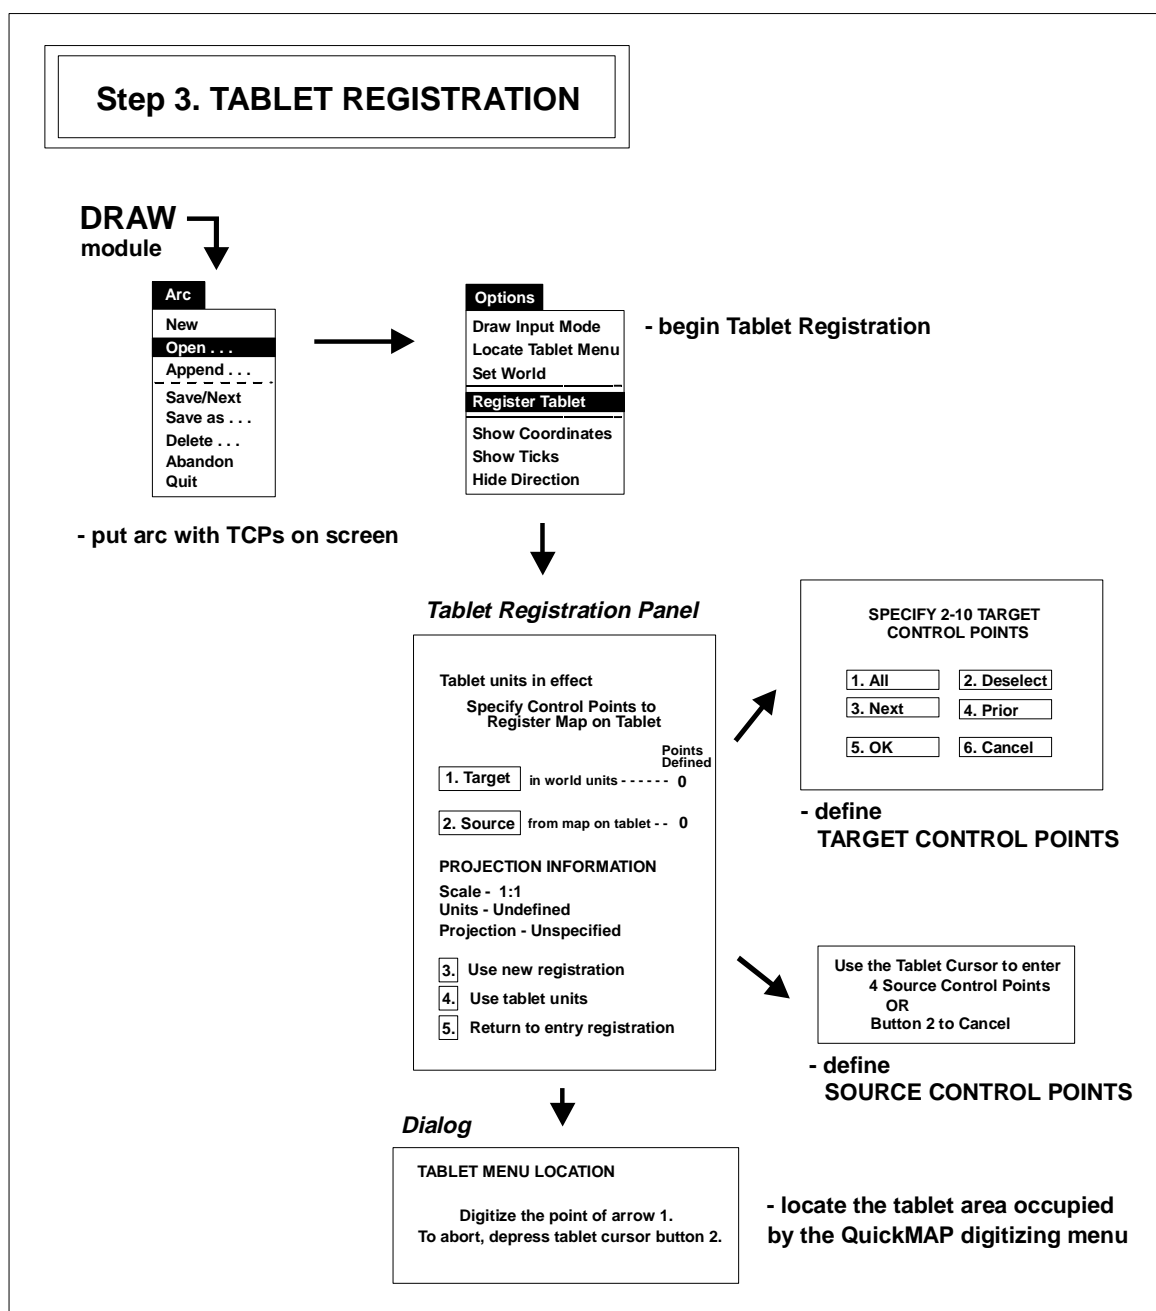 Step 3. TABLET REGISTRATION
DRAW
module
Arc
New
Open . . .
Append . . .
Save/Next
Save as . . .
Delete . . .
Abandon
Quit
- put arc with TCPs on screen
Options
Draw Input Mode
Locate Tablet Menu
Set World
Register Tablet
Show Coordinates
Show Ticks
Hide Direction
- begin Tablet Registration
Tablet Registration Panel
Tablet units in effect
Specify Control Points to
Register Map on Tablet
Points
Defined
1. Target in world units - - - - - - 0
2. Source from map on tablet - - 0
PROJECTION INFORMATION
Scale - 1:1
Units - Undefined
Projection - Unspecified
3. Use new registration
4. Use tablet units
5. Return to entry registration
SPECIFY 2-10 TARGET
CONTROL POINTS
1. All 2. Deselect
3. Next 4. Prior
5. OK 6. Cancel
- define
TARGET CONTROL POINTS
Use the Tablet Cursor to enter
4 Source Control Points
OR
Button 2 to Cancel
- define
SOURCE CONTROL POINTS
Dialog
TABLET MENU LOCATION
Digitize the point of arrow 1.
To abort, depress tablet cursor button 2.
- locate the tablet area occupied
by the QuickMAP digitizing menu